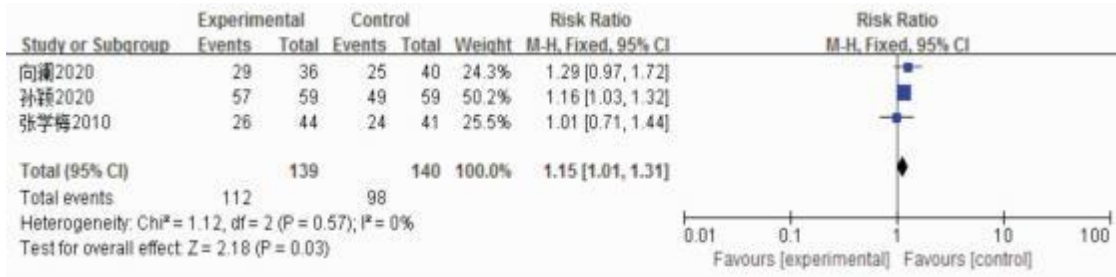 Experimental Control Risk Ratio Risk Ratio
Study or Subgroup Events Total Events Total Weight M-H, Fixed, 95% CI M-H, Fixed, 95% CI
向澜2020 29 36 25 40 24.3% 1.29 [0.97, 1.72]
孙颖2020 57 59 49 59 50.2% 1.16 [1.03, 1.32]
张学梅2010 26 44 24 41 25.5% 1.01 [0.71, 1.44]
Total (95% CI) 139 140 100.0% 1.15 [1.01, 1.31]
Total events 112 98
Heterogeneity: Chi² = 1.12, df = 2 (P = 0.57); I² = 0%
Test for overall effect: Z = 2.18 (P = 0.03)
0.01 0.1 1 10 100
Favours [experimental] Favours [control]